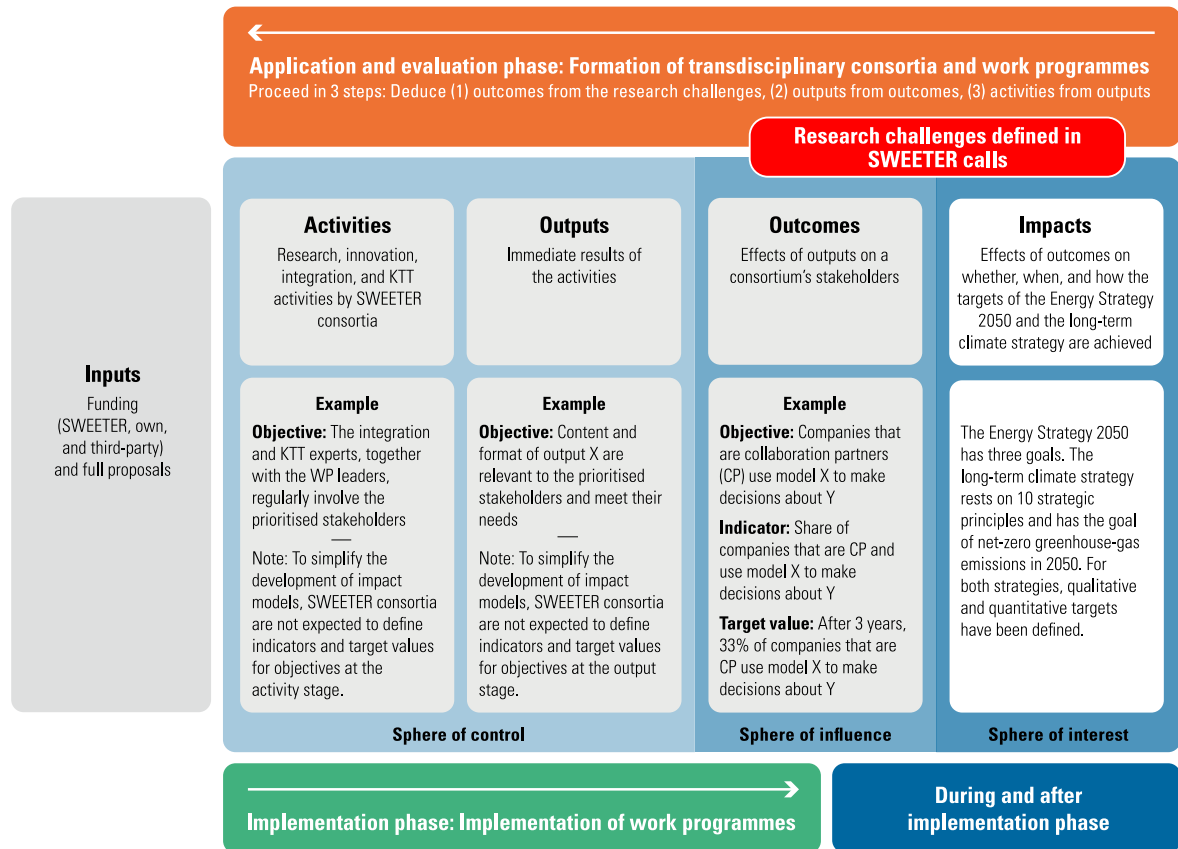 Application and evaluation phase: Formation of transdisciplinary consortia and work programmes
Proceed in 3 steps: Deduce (1) outcomes from the research challenges, (2) outputs from outcomes, (3) activities from outputs
Research challenges defined in
SWEETER calls
Inputs
Funding
(SWEETER, own,
and third-party)
and full proposals
Activities
Research, innovation,
integration, and KTT
activities by SWEETER
consortia
Outputs
Immediate results of
the activities
Outcomes
Effects of outputs on a
consortium's stakeholders
Impacts
Effects of outcomes on
whether, when, and how the
targets of the Energy Strategy
2050 and the long-term
climate strategy are achieved
Example
Objective: The integration
and KTT experts, together
with the WP leaders,
regularly involve the
prioritised stakeholders
Note: To simplify the
development of impact
models, SWEETER consortia
are not expected to define
indicators and target values
for objectives at the
activity stage.
Example
Objective: Content and
format of output X are
relevant to the prioritised
stakeholders and meet their
needs
Note: To simplify the
development of impact
models, SWEETER consortia
are not expected to define
indicators and target values
for objectives at the output
stage.
Example
Objective: Companies that
are collaboration partners
(CP) use model X to make
decisions about Y
Indicator: Share of
companies that are CP and
use model X to make
decisions about Y
Target value: After 3 years,
33% of companies that are
CP use model X to make
decisions about Y
The Energy Strategy 2050
has three goals. The
long-term climate strategy
rests on 10 strategic
principles and has the goal
of net-zero greenhouse-gas
emissions in 2050. For
both strategies, qualitative
and quantitative targets
have been defined.
Sphere of control
Sphere of influence
Sphere of interest
Implementation phase: Implementation of work programmes
During and after
implementation phase